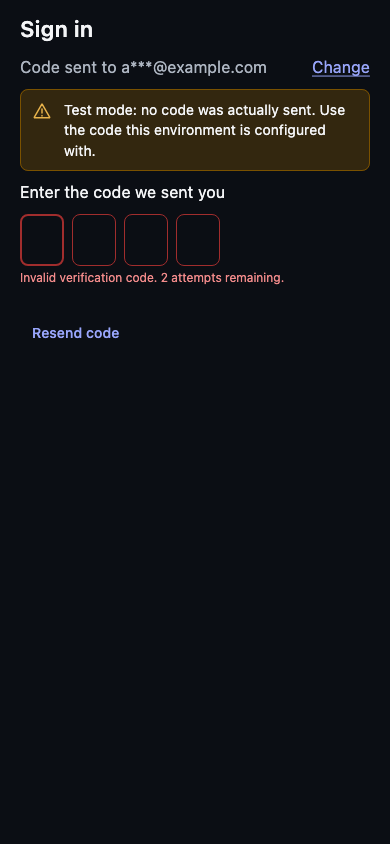 Sign in
Code sent to a***@example.com Change
Test mode: no code was actually sent. Use
the code this environment is configured
with.
Enter the code we sent you
Invalid verification code. 2 attempts remaining.
Resend code